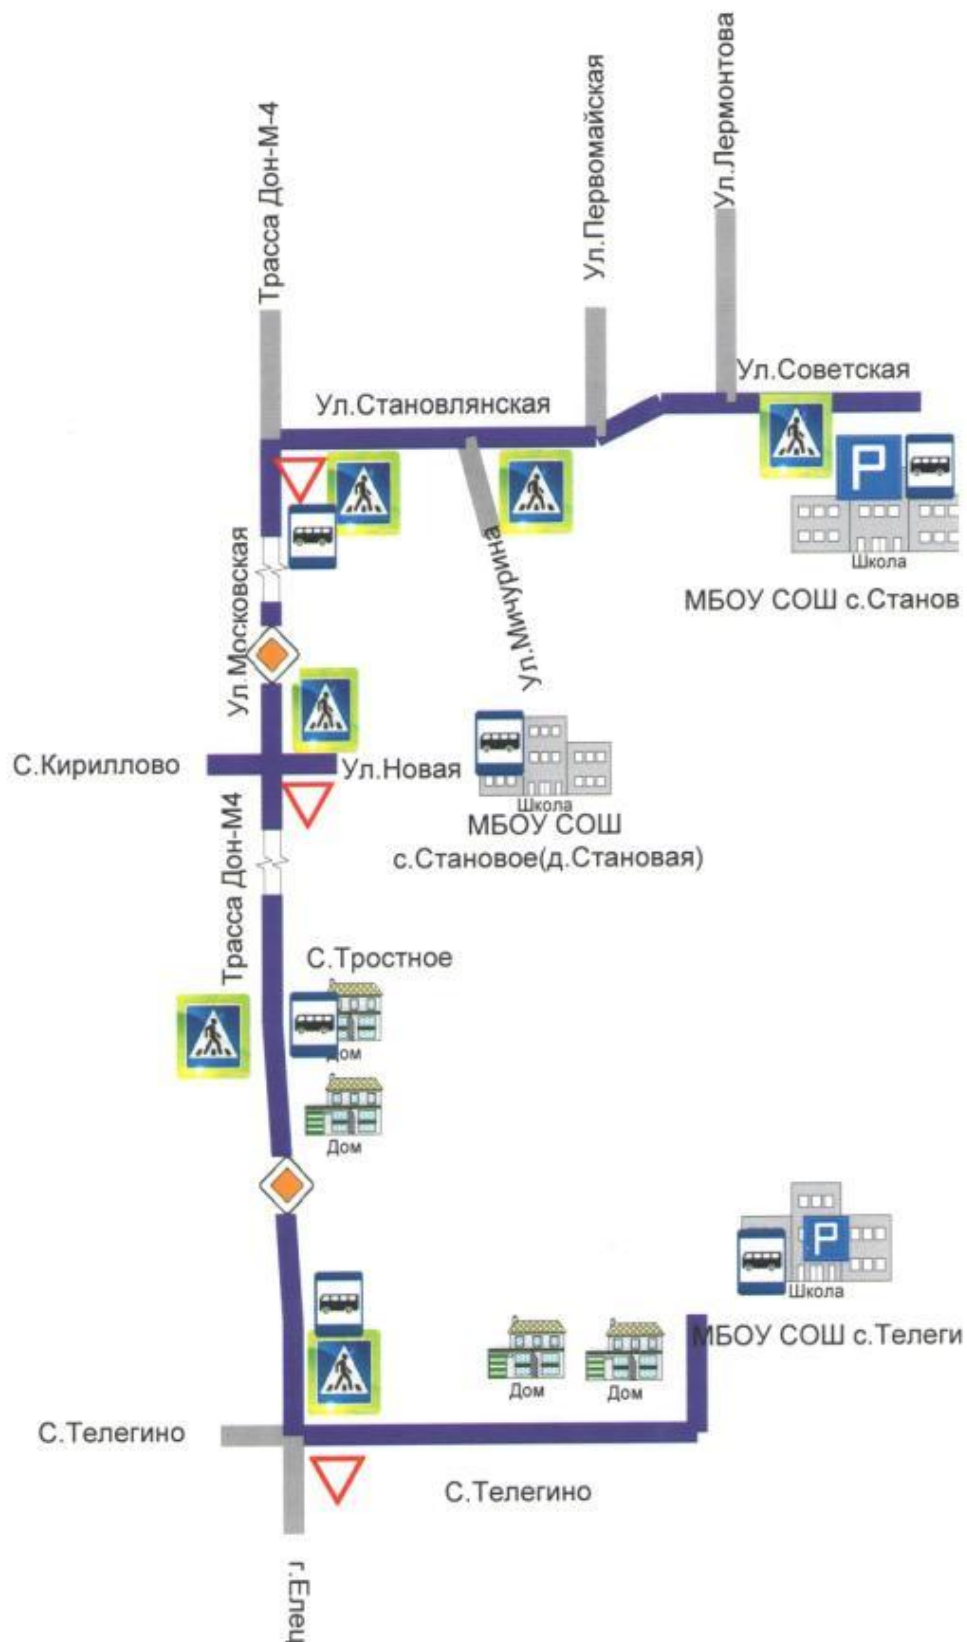 Трасса Дон-М-4
Ул.Первомайская
Ул.Лермонтова
Ул.Становлянская
Ул.Советская
P
Школа
МБОУ СОШ с.Станов
Ул.Московская
Ул.Мичурина
С.Кириллово
Ул.Новая
Школа
МБОУ СОШ
с.Становое(д.Становая)
Трасса Дон-М4
С.Тростное
Дом
Дом
P
Школа
МБОУ СОШ с.Телеги
Дом
Дом
С.Телегино
С.Телегино
г.Елец